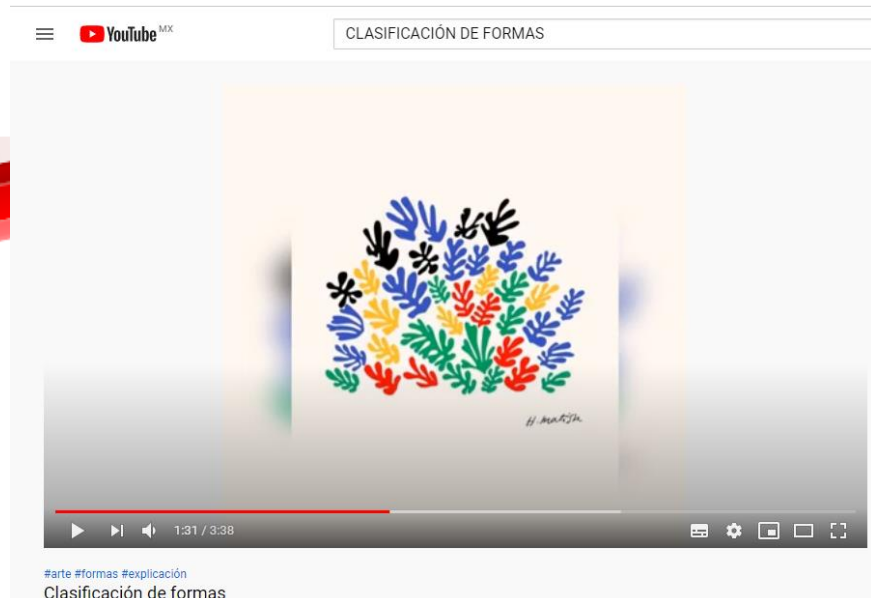 YouTube MX
CLASIFICACIÓN DE FORMAS
H. Matisse
1:31 / 3:38
#arte #formas #explicación
Clasificación de formas